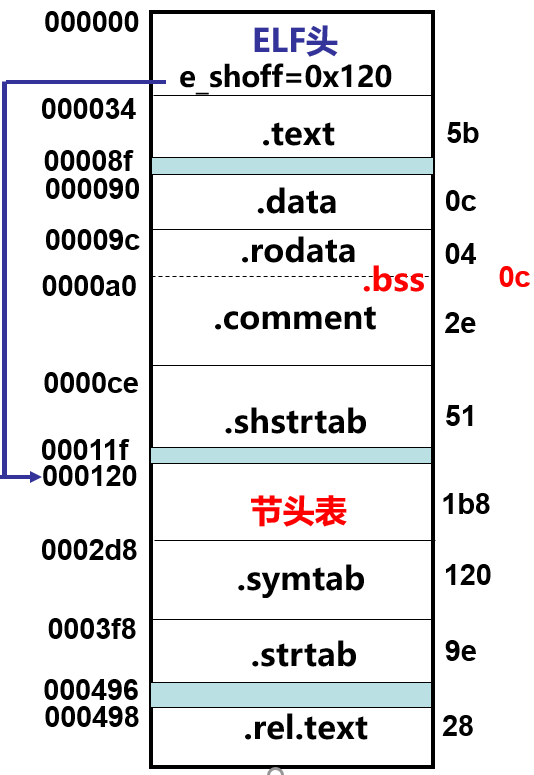 000000
ELF头
e_shoff=0x120
000034
.text
5b
00008f
000090
.data
0c
00009c
.rodata
04
.bss
0c
0000a0
.comment
2e
0000ce
.shstrtab
51
00011f
000120
节头表
1b8
0002d8
.symtab
120
0003f8
.strtab
9e
000496
000498
.rel.text
28